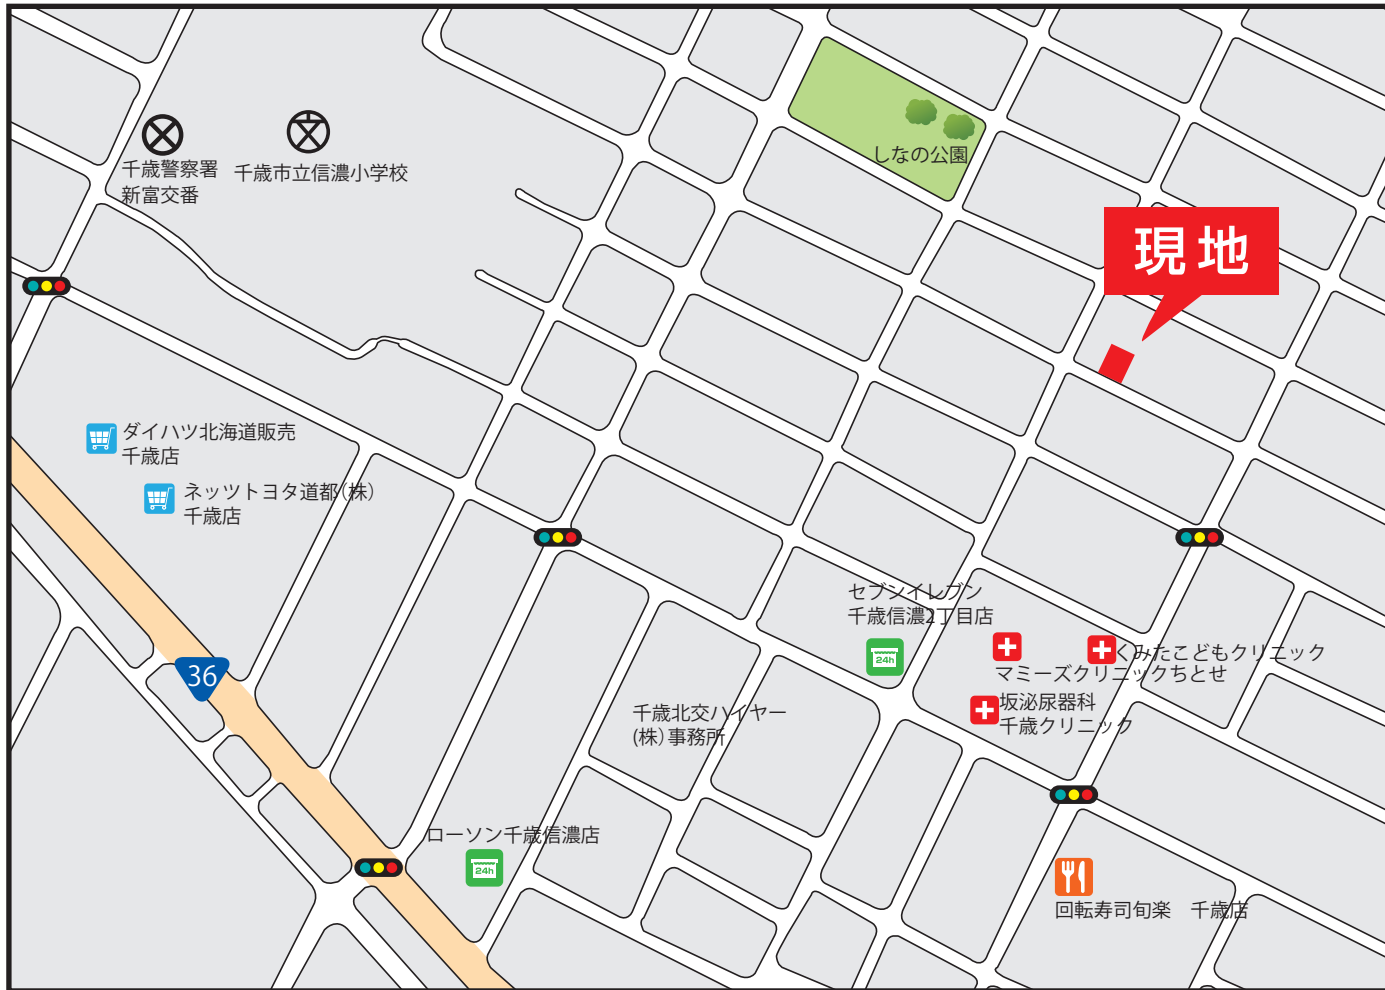 しなの公園
千歳警察署
新富交番
千歳市立信濃小学校
現地
ダイハツ北海道販売
千歳店
ネッツトヨタ道都(株)
千歳店
セブンイレブン
千歳信濃2丁目店
24h
くみたこどもクリニック
マミーズクリニックちとせ
坂泌尿器科
千歳クリニック
36
千歳北交ハイヤー
(株)事務所
ローソン千歳信濃店
24h
回転寿司旬楽　千歳店